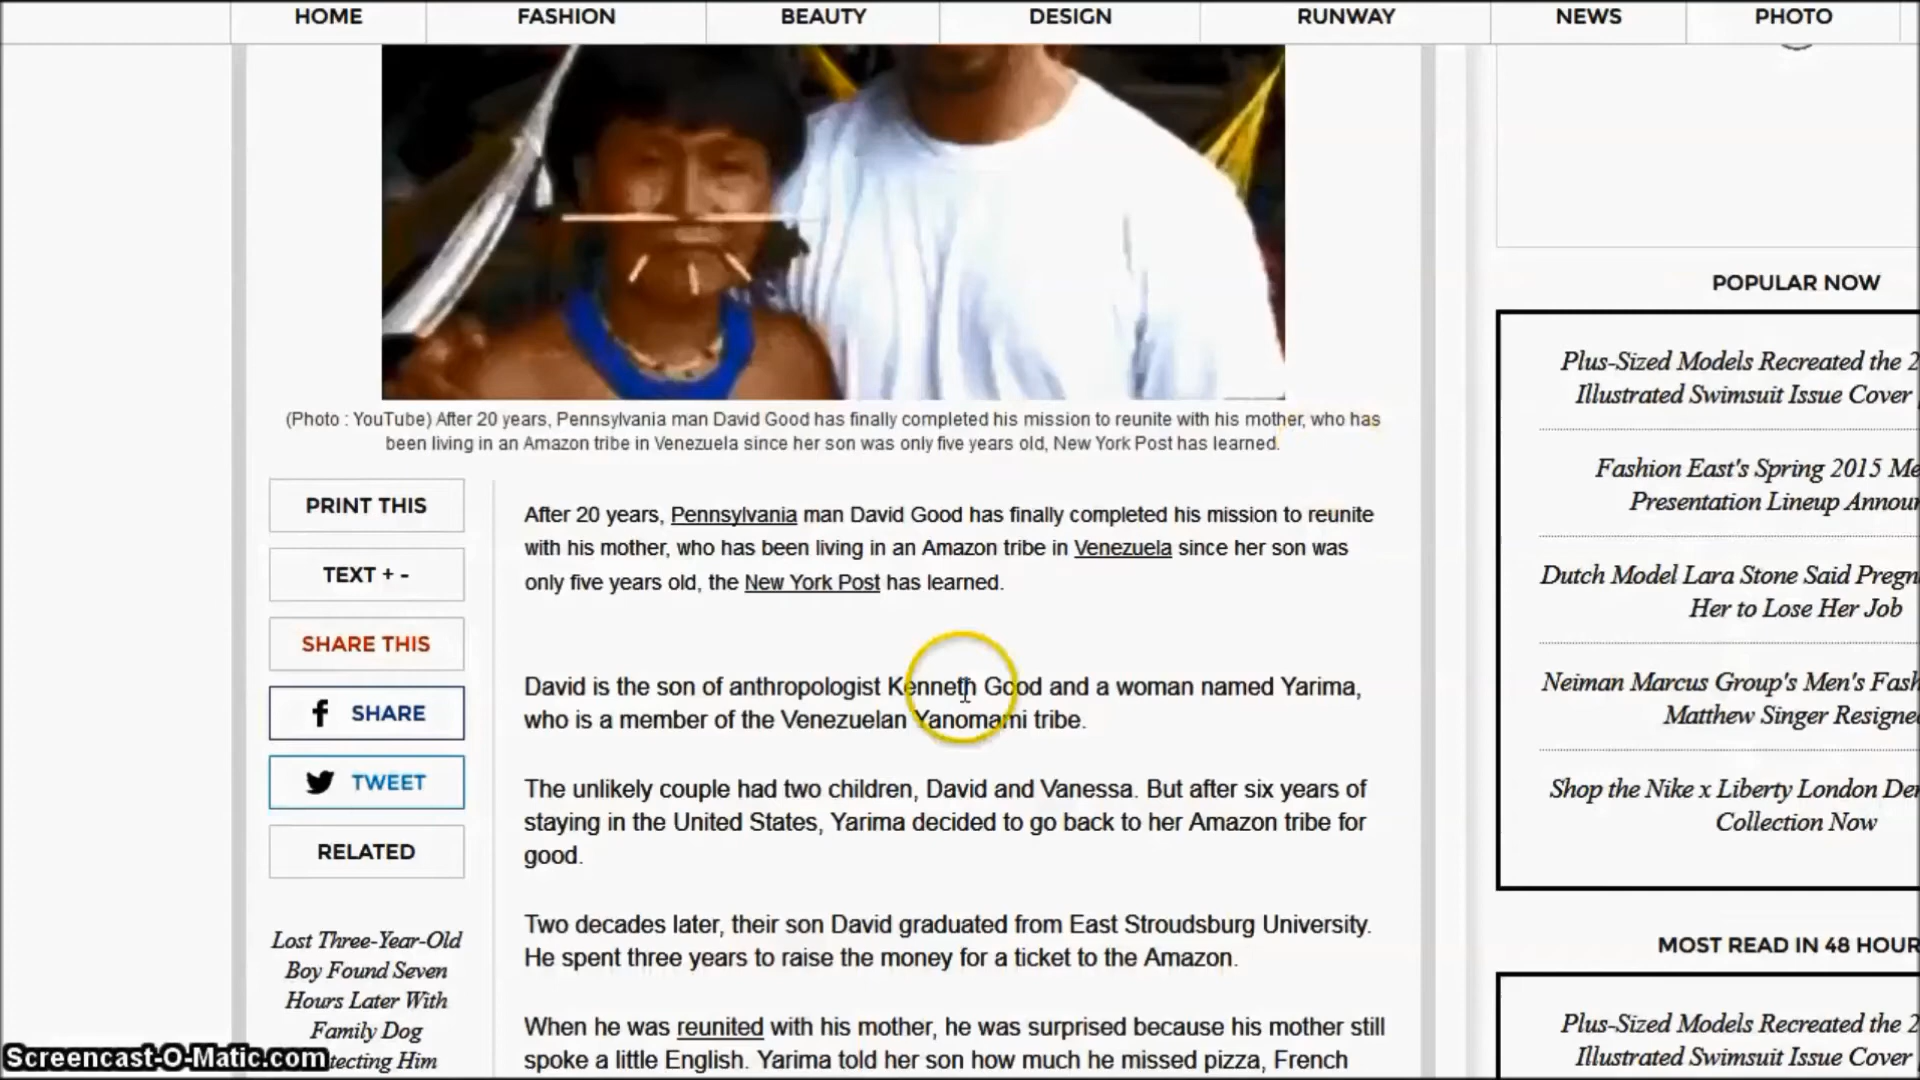 HOME FASHION BEAUTY DESIGN RUNWAY NEWS PHOTO
(Photo : YouTube) After 20 years, Pennsylvania man David Good has finally completed his mission to reunite with his mother, who has
been living in an Amazon tribe in Venezuela since her son was only five years old, New York Post has learned.
PRINT THIS
TEXT + -
SHARE THIS
SHARE
TWEET
RELATED
Lost Three-Year-Old
Boy Found Seven
Hours Later With
Family Dog
Him
After 20 years, Pennsylvania man David Good has finally completed his mission to reunite
with his mother, who has been living in an Amazon tribe in Venezuela since her son was
only five years old, the New York Post has learned.
David is the son of anthropologist Kenneth Good and a woman named Yarima,
who is a member of the Venezuelan Yanomami tribe.
The unlikely couple had two children, David and Vanessa. But after six years of
staying in the United States, Yarima decided to go back to her Amazon tribe for
good.
Two decades later, their son David graduated from East Stroudsburg University.
He spent three years to raise the money for a ticket to the Amazon.
When he was reunited with his mother, he was surprised because his mother still
spoke a little English. Yarima told her son how much he missed pizza, French
POPULAR NOW
Plus-Sized Models Recreated the 2
Illustrated Swimsuit Issue Cover
Fashion East's Spring 2015 Me
Presentation Lineup Announ
Dutch Model Lara Stone Said Pregn
Her to Lose Her Job
Neiman Marcus Group's Men's Fash
Matthew Singer Resigne
Shop the Nike x Liberty London De
Collection Now
MOST READ IN 48 HOUR
Plus-Sized Models Recreated the 2
Illustrated Swimsuit Issue Cover
Screencast-O-Matic.com